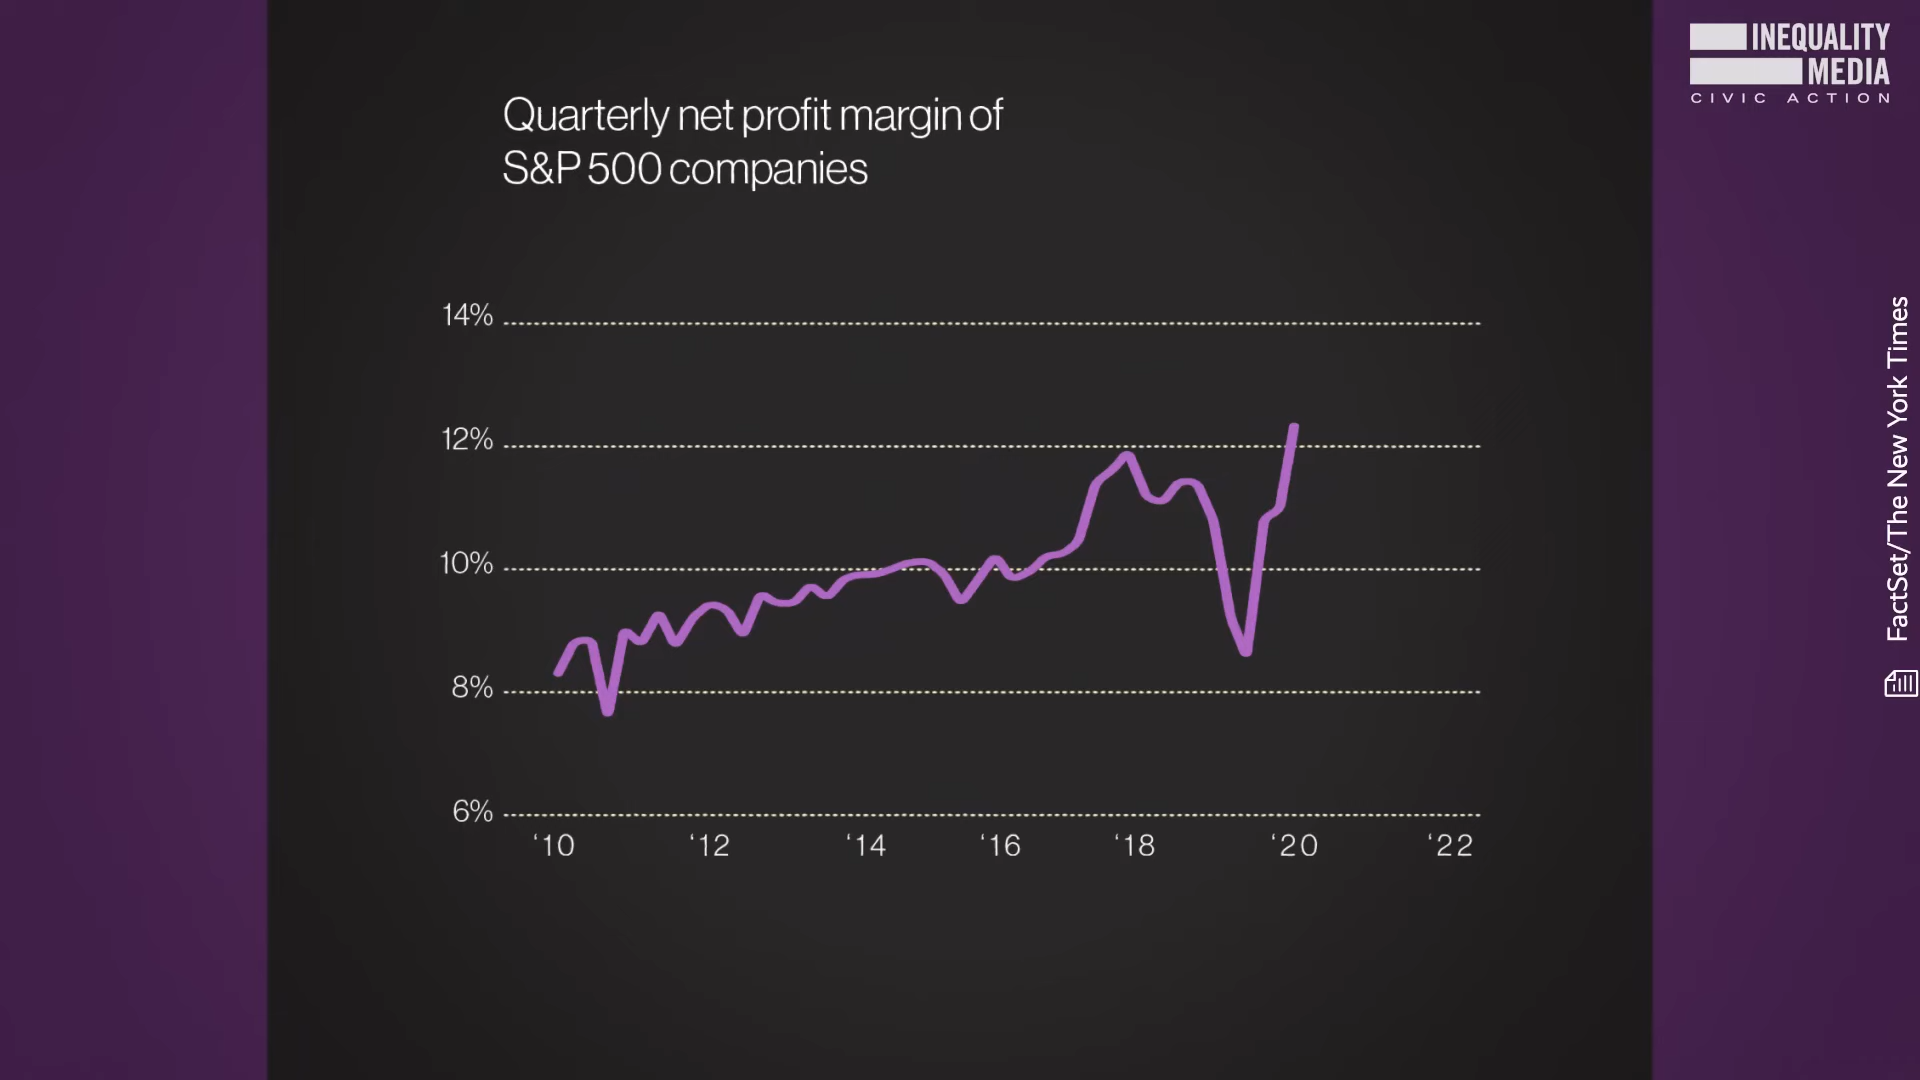 INEQUALITY
MEDIA
CIVIC ACTION
Quarterly net profit margin of
S&P 500 companies
14%
12%
10%
8%
6%
‘10
‘12
‘14
‘16
‘18
‘20
‘22
FactSet/The New York Times